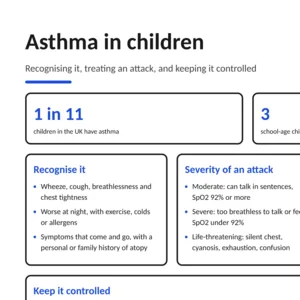 Asthma in children
Recognising it, treating an attack, and keeping it controlled
1 in 11
children in the UK have asthma
3
school-age
Recognise it
• Wheeze, cough, breathlessness and
chest tightness
• Worse at night, with exercise, colds
or allergens
• Symptoms that come and go, with a
personal or family history of atopy
Severity of an attack
• Moderate: can talk in sentences,
SpO2 92% or more
• Severe: too breathless to talk or
SpO2 under 92%
• Life-threatening: silent chest,
cyanosis, exhaustion, confusion
Keep it controlled